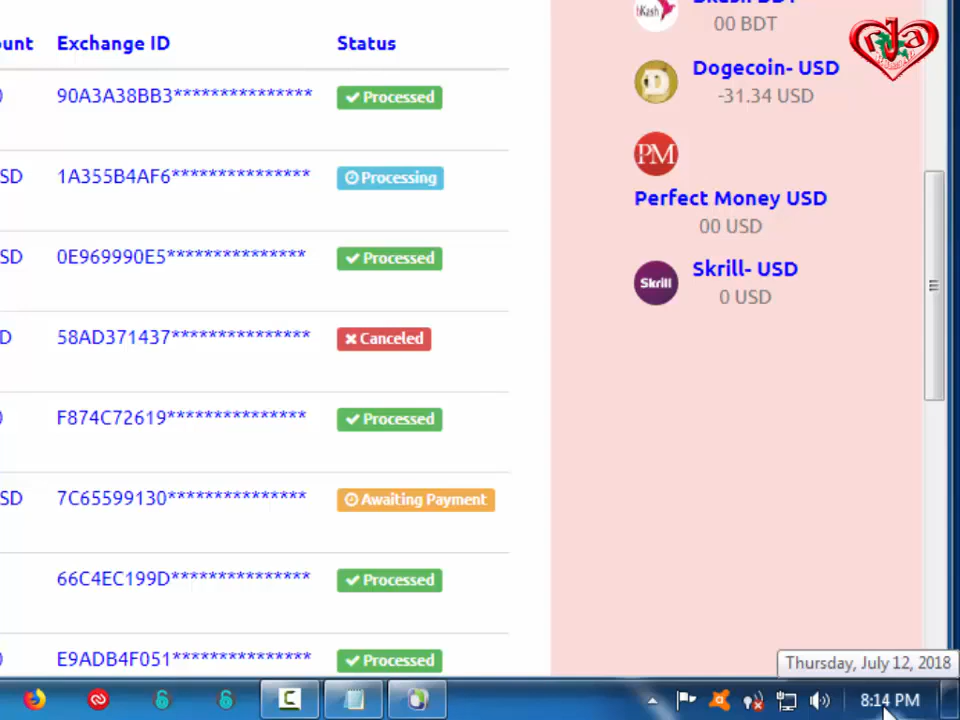 ount Exchange ID Status
90A3A38BB3*************** Processed
SD 1A355B4AF6*************** Processing
SD 0E969990E5*************** Processed
D 58AD371437*************** Canceled
F874C72619*************** Processed
SD 7C65599130*************** Awaiting Payment
66C4EC199D*************** Processed
E9ADB4F051*************** Processed
bKash
00 BDT
Dogecoin- USD
-31.34 USD
PM
Perfect Money USD
00 USD
Skrill
Skrill- USD
0 USD
Thursday, July 12, 2018
8:14 PM